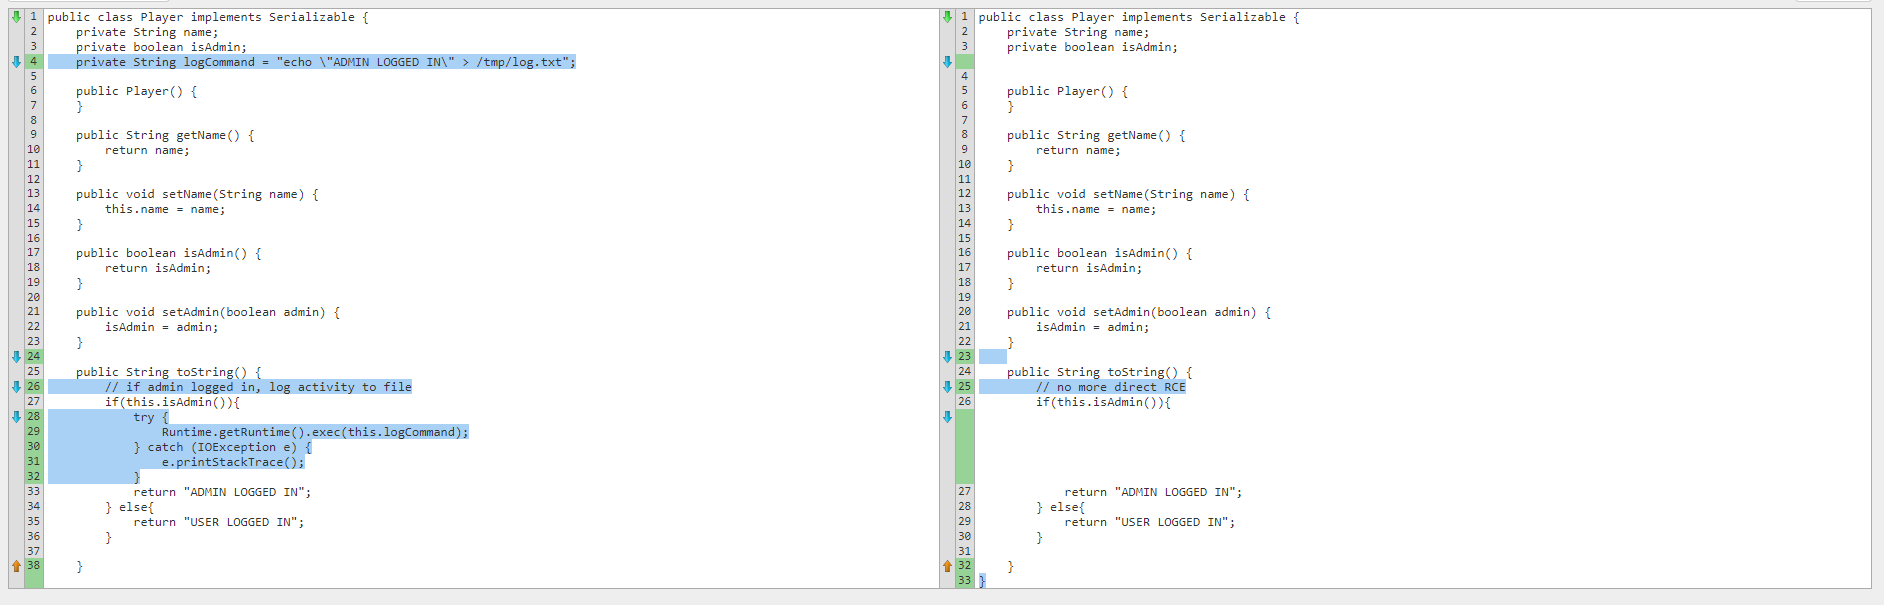 1 public class Player implements Serializable {
2 private String name;
3 private boolean isAdmin;
4 private String logCommand = "echo \"ADMIN LOGGED IN\" > /tmp/log.txt";
5
6 public Player() {
7 }
8
9 public String getName() {
10 return name;
11 }
12
13 public void setName(String name) {
14 this.name = name;
15 }
16
17 public boolean isAdmin() {
18 return isAdmin;
19 }
20
21 public void setAdmin(boolean admin) {
22 isAdmin = admin;
23 }
24
25 public String toString() {
26 // if admin logged in, log activity to file
27 if(this.isAdmin()){
28 try {
29 Runtime.getRuntime().exec(this.logCommand);
30 } catch (IOException e) {
31 e.printStackTrace();
32 }
33 return "ADMIN LOGGED IN";
34 } else{
35 return "USER LOGGED IN";
36 }
37
38 }
1 public class Player implements Serializable {
2 private String name;
3 private boolean isAdmin;
4
5 public Player() {
6 }
7
8 public String getName() {
9 return name;
10 }
11
12 public void setName(String name) {
13 this.name = name;
14 }
15
16 public boolean isAdmin() {
17 return isAdmin;
18 }
19
20 public void setAdmin(boolean admin) {
21 isAdmin = admin;
22 }
23
24 public String toString() {
25 // no more direct RCE
26 if(this.isAdmin()){
27 return "ADMIN LOGGED IN";
28 } else{
29 return "USER LOGGED IN";
30 }
31
32 }
33 }